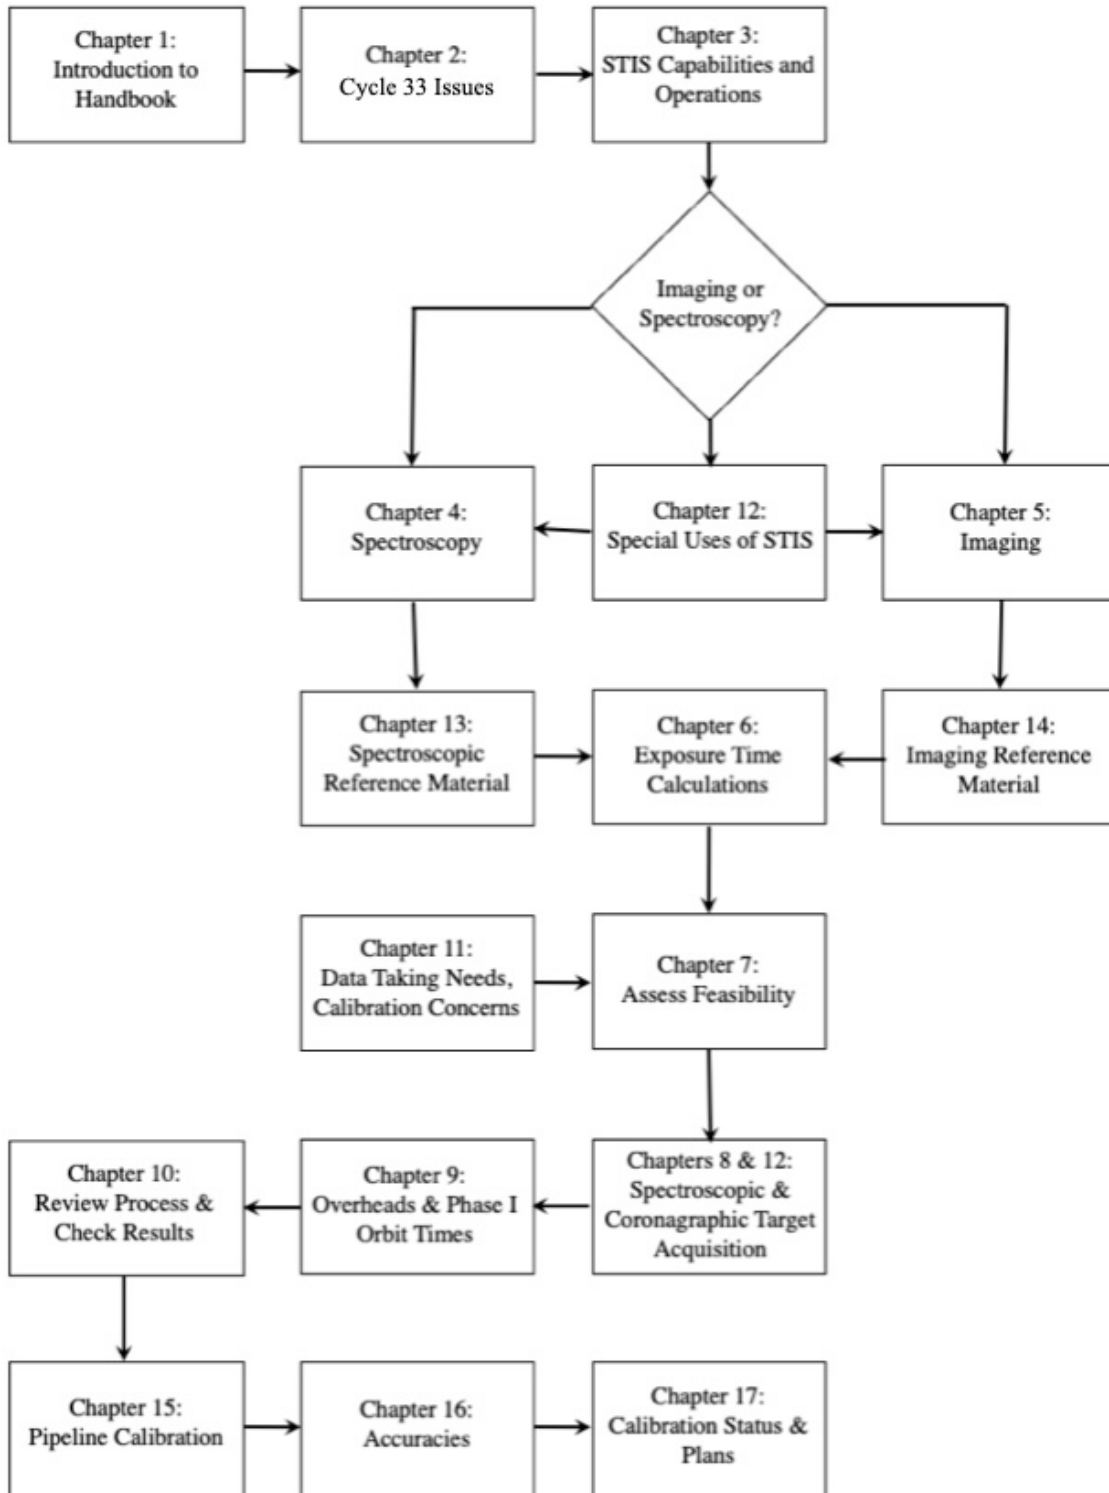 Chapter 1:
Introduction to
Handbook
Chapter 2:
Cycle 33 Issues
Chapter 3:
STIS Capabilities and
Operations
Imaging or
Spectroscopy?
Chapter 4:
Spectroscopy
Chapter 12:
Special Uses of STIS
Chapter 5:
Imaging
Chapter 13:
Spectroscopic
Reference Material
Chapter 6:
Exposure Time
Calculations
Chapter 14:
Imaging Reference
Material
Chapter 11:
Data Taking Needs,
Calibration Concerns
Chapter 7:
Assess Feasibility
Chapter 10:
Review Process &
Check Results
Chapter 9:
Overheads & Phase I
Orbit Times
Chapters 8 & 12:
Spectroscopic &
Coronagraphic Target
Acquisition
Chapter 15:
Pipeline Calibration
Chapter 16:
Accuracies
Chapter 17:
Calibration Status &
Plans